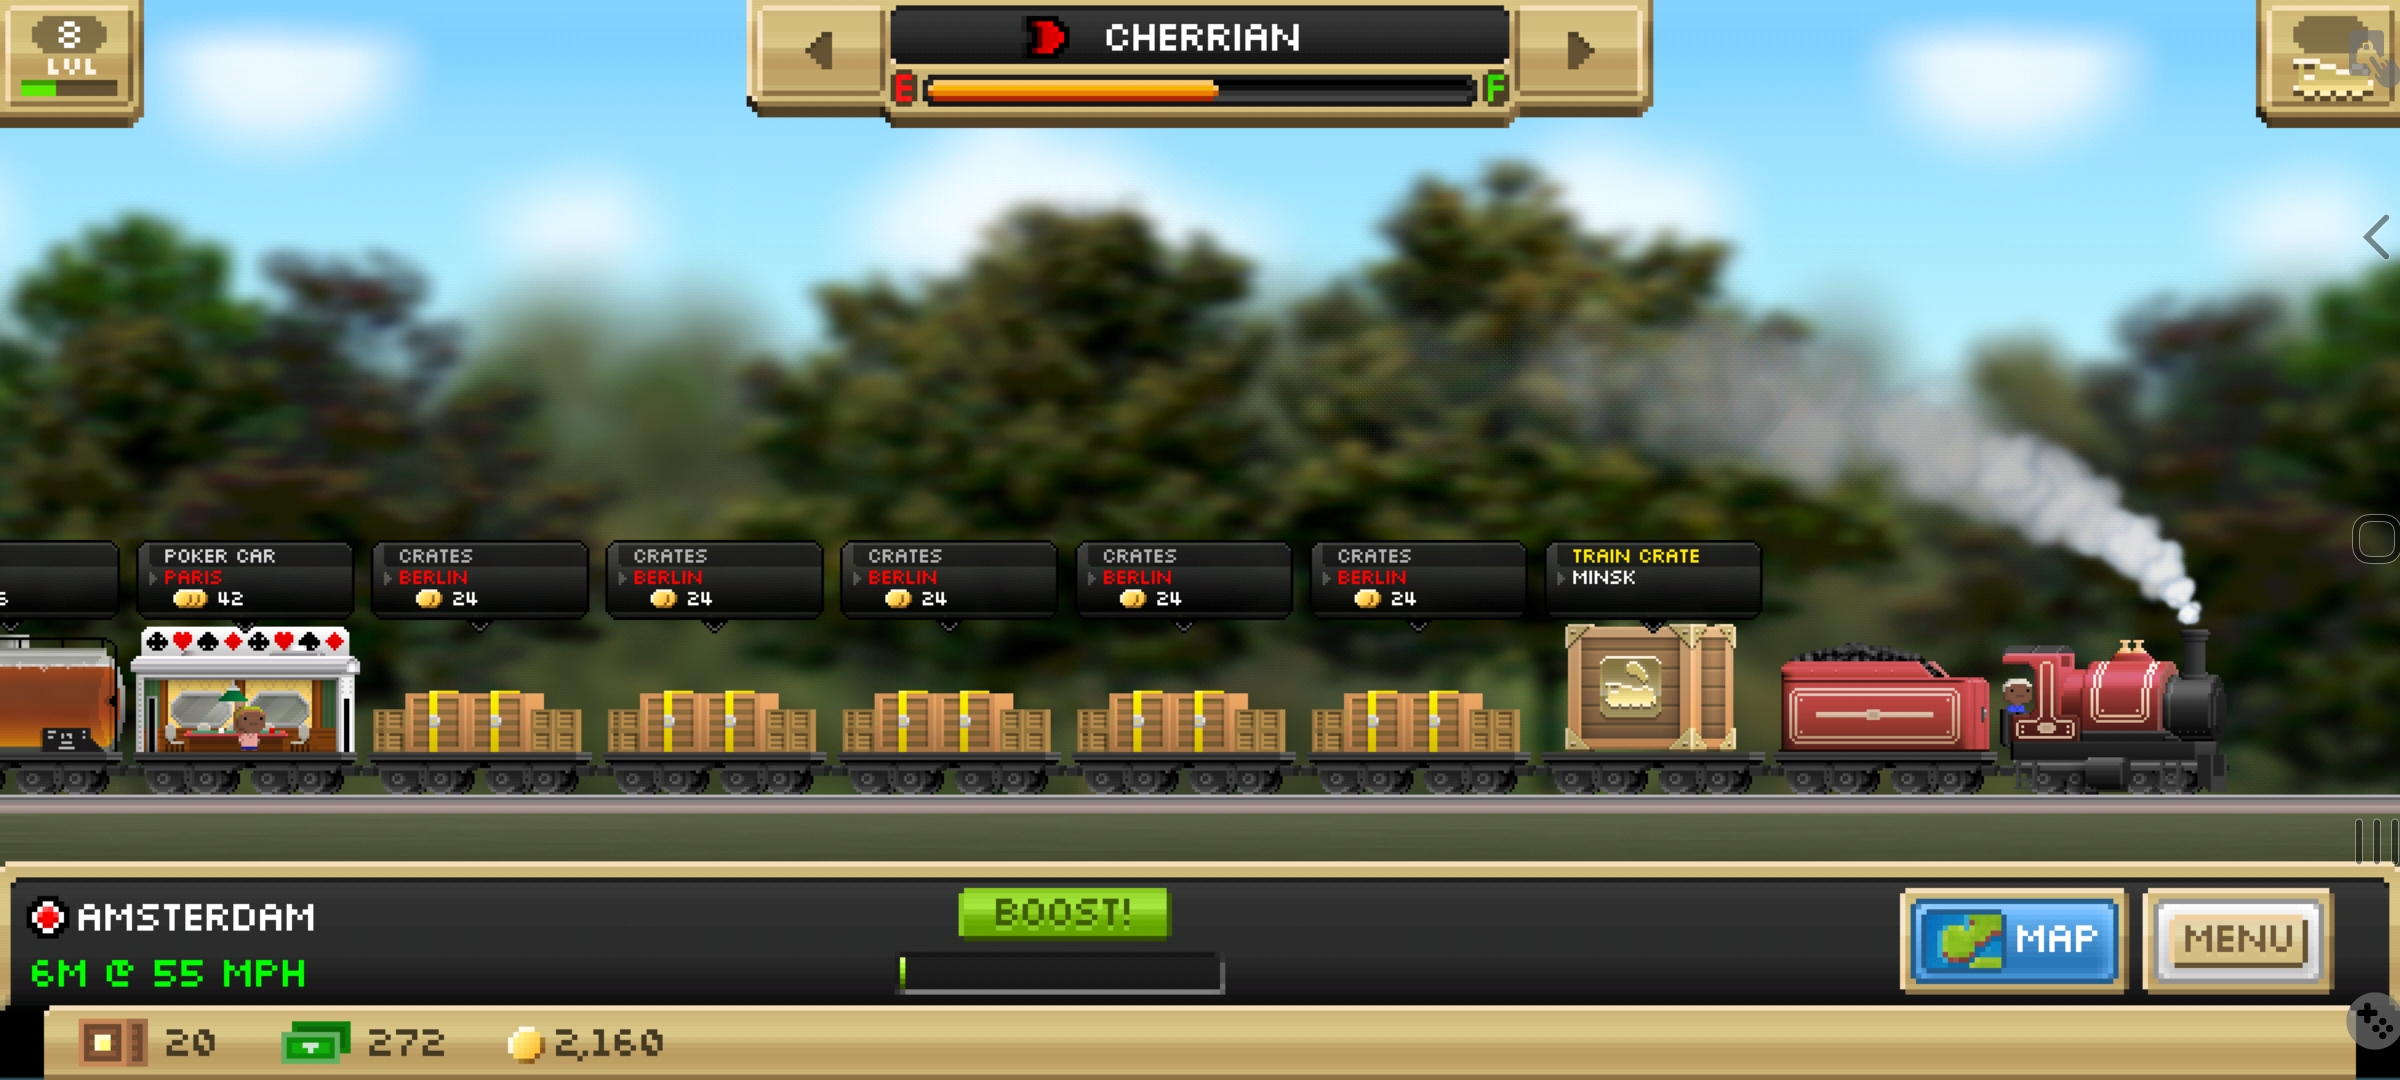 8
LVL
CHERRIAN
E F
POKER CAR
PARIS
42
CRATES
BERLIN
24
CRATES
BERLIN
24
CRATES
BERLIN
24
CRATES
BERLIN
24
CRATES
BERLIN
24
TRAIN CRATE
MINSK
AMSTERDAM
6M @ 55 MPH
BOOST!
MAP
MENU
20
272
2,160